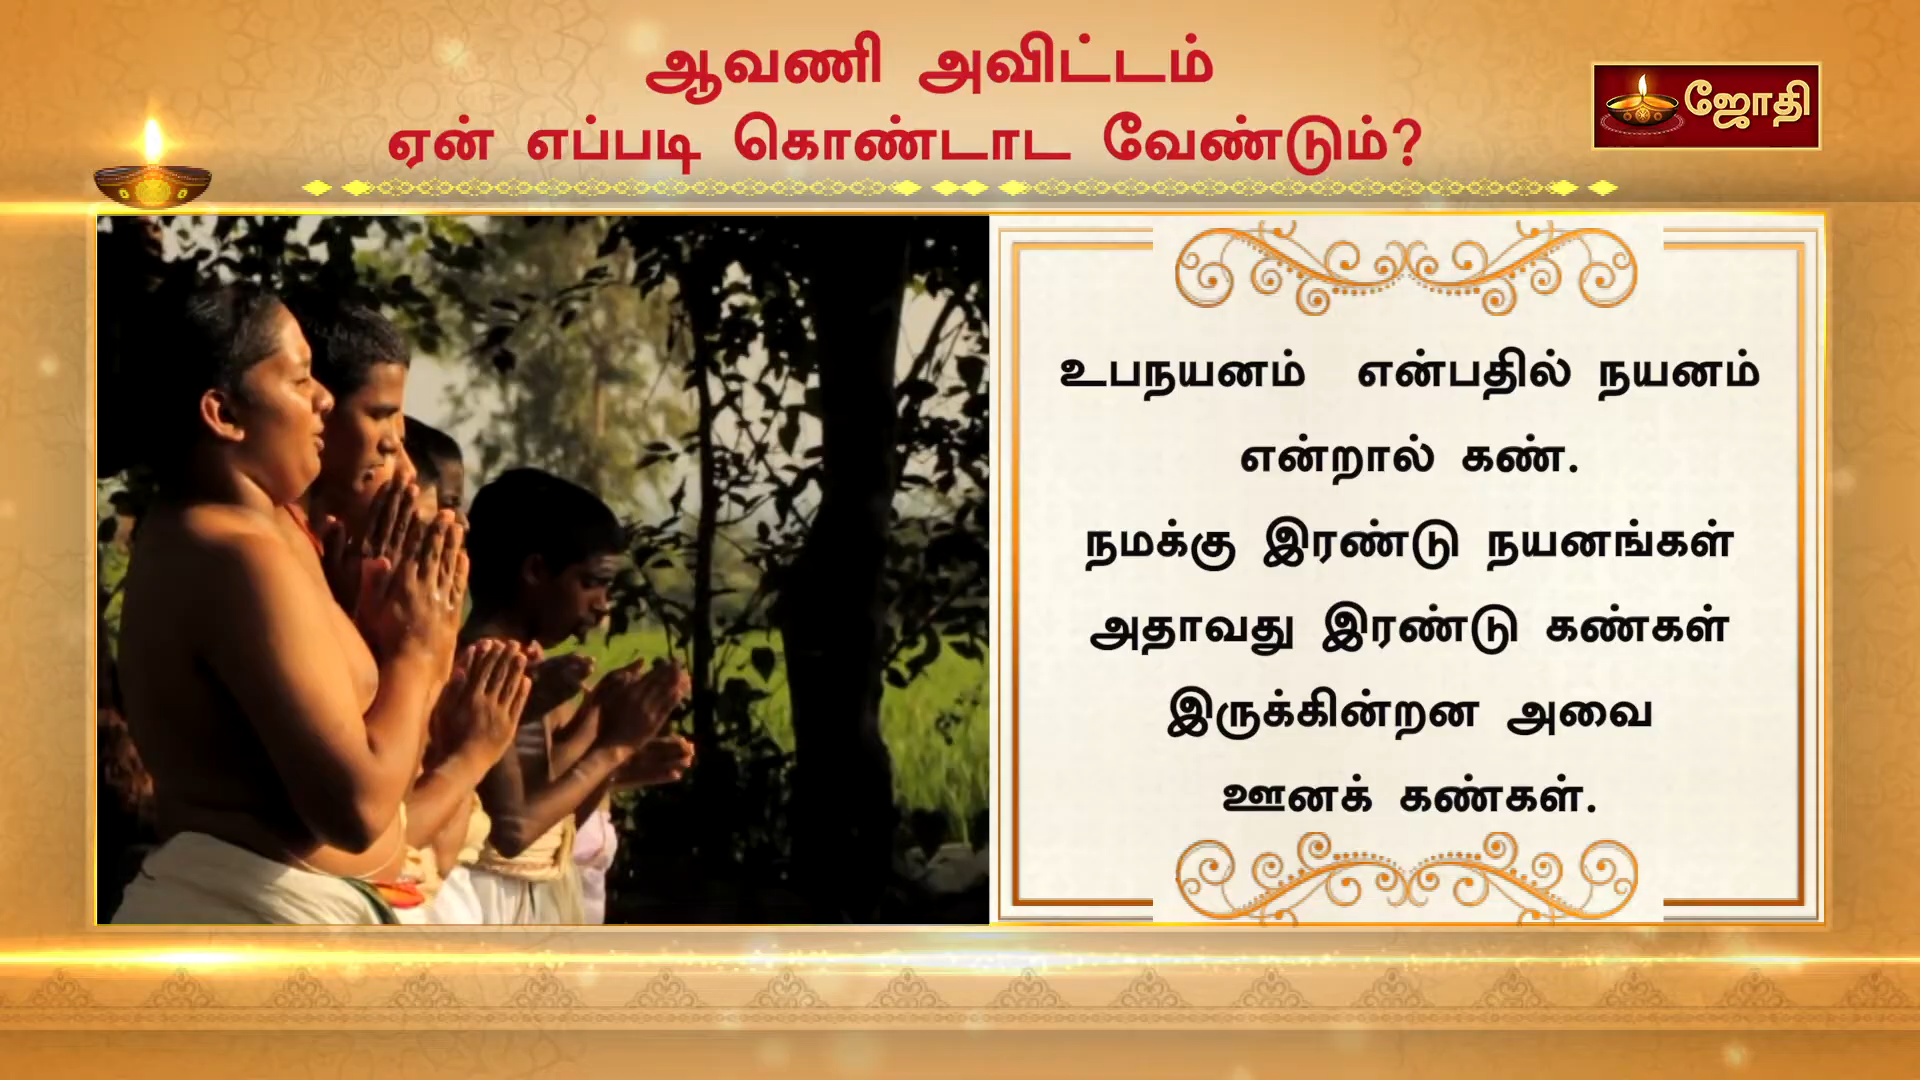 ஆவணி அவிட்டம்
ஏன் எப்படி கொண்டாட வேண்டும்?
ஜோதி
உபநயனம் என்பதில் நயனம்
என்றால் கண்.
நமக்கு இரண்டு நயனங்கள்
அதாவது இரண்டு கண்கள்
இருக்கின்றன அவை
ஊனக் கண்கள்.